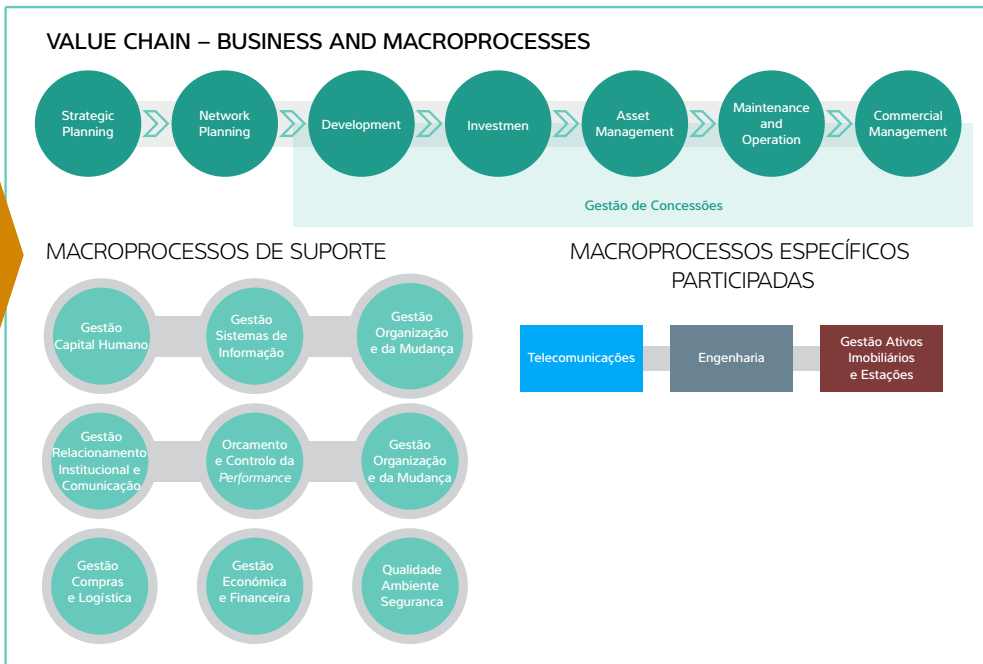 VALUE CHAIN – BUSINESS AND MACROPROCESSES
Strategic
Planning
Network
Planning
Development
Investmen
Asset
Management
Maintenance
and
Operation
Commercial
Management
Gestão de Concessões
MACROPROCESSOS DE SUPORTE
Gestão
Capital Humano
Gestão
Sistemas de
Informação
Gestão
Organização
e da Mudança
Gestão
Relacionamento
Institucional e
Comunicação
Orcamento
e Controlo da
Performance
Gestão
Organização
e da Mudança
Gestão
Compras
e Logística
Gestão
Económica
e Financeira
Qualidade
Ambiente
Seguranca
MACROPROCESSOS ESPECÍFICOS
PARTICIPADAS
Telecomunicações
Engenharia
Gestão Ativos
Imobiliários
e Estações